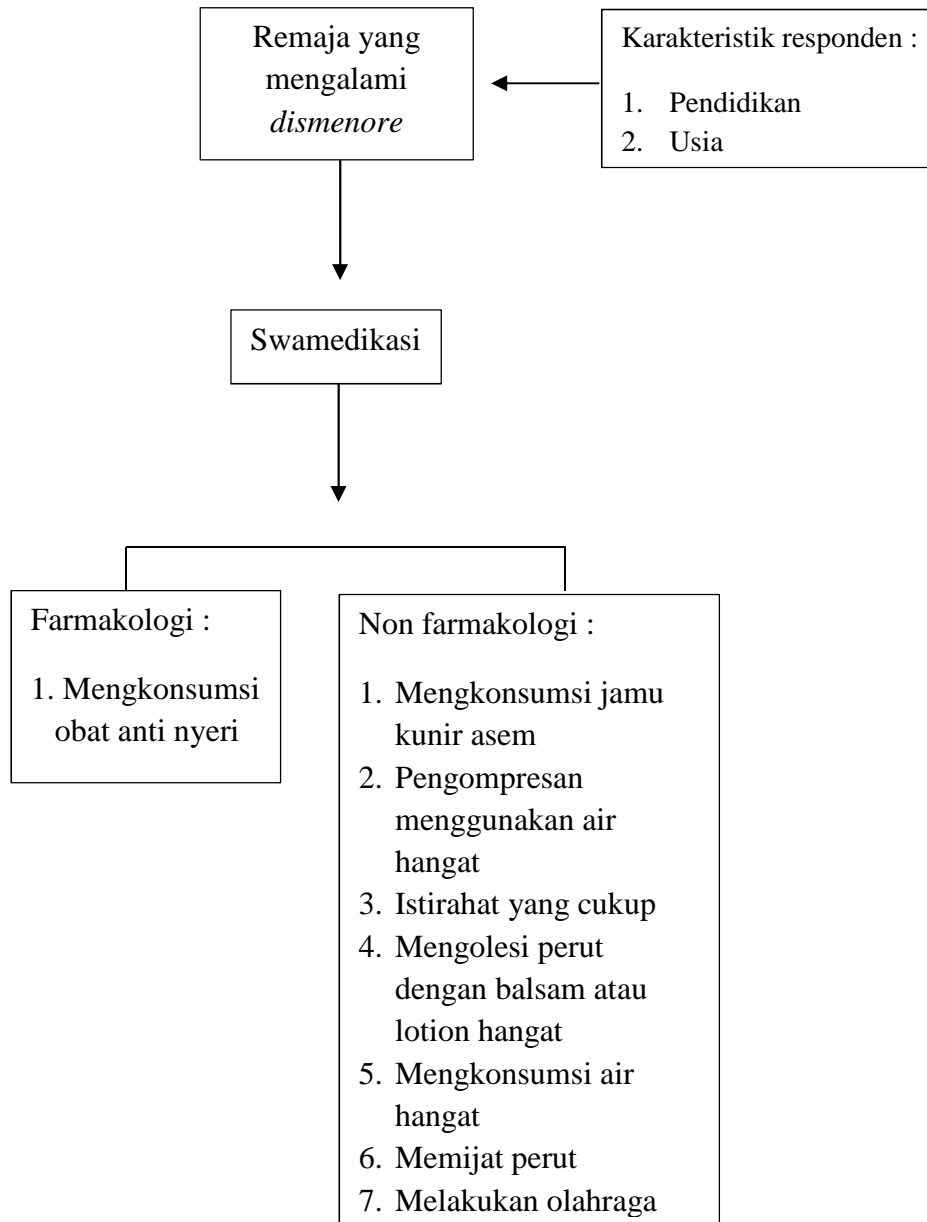 Remaja yang
mengalami
dismenore
Karakteristik responden :
1. Pendidikan
2. Usia
Swamedikasi
Farmakologi :
1. Mengkonsumsi
obat anti nyeri
Non farmakologi :
1. Mengkonsumsi jamu
kunir asem
2. Pengompresan
menggunakan air
hangat
3. Istirahat yang cukup
4. Mengolesi perut
dengan balsam atau
lotion hangat
5. Mengkonsumsi air
hangat
6. Memijat perut
7. Melakukan olahraga